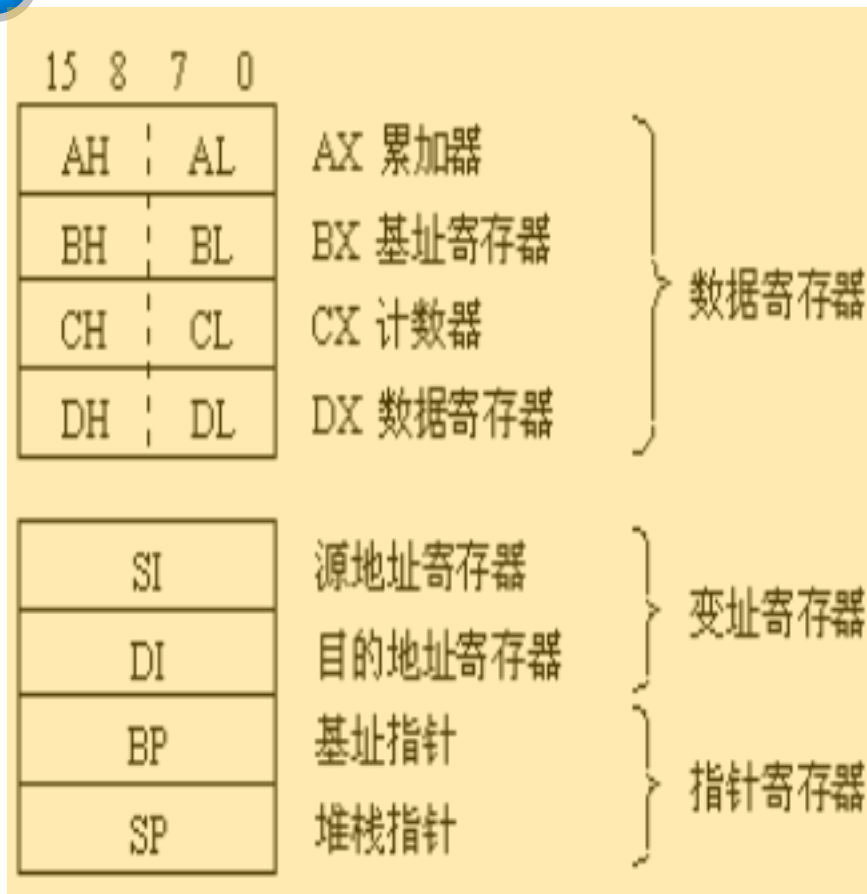 15 8 7 0
AH AL AX 累加器
BH BL BX 基址寄存器
CH CL CX 计数器
DH DL DX 数据寄存器
数据寄存器
SI 源地址寄存器
DI 目的地址寄存器
变址寄存器
BP 基址指针
SP 堆栈指针
指针寄存器